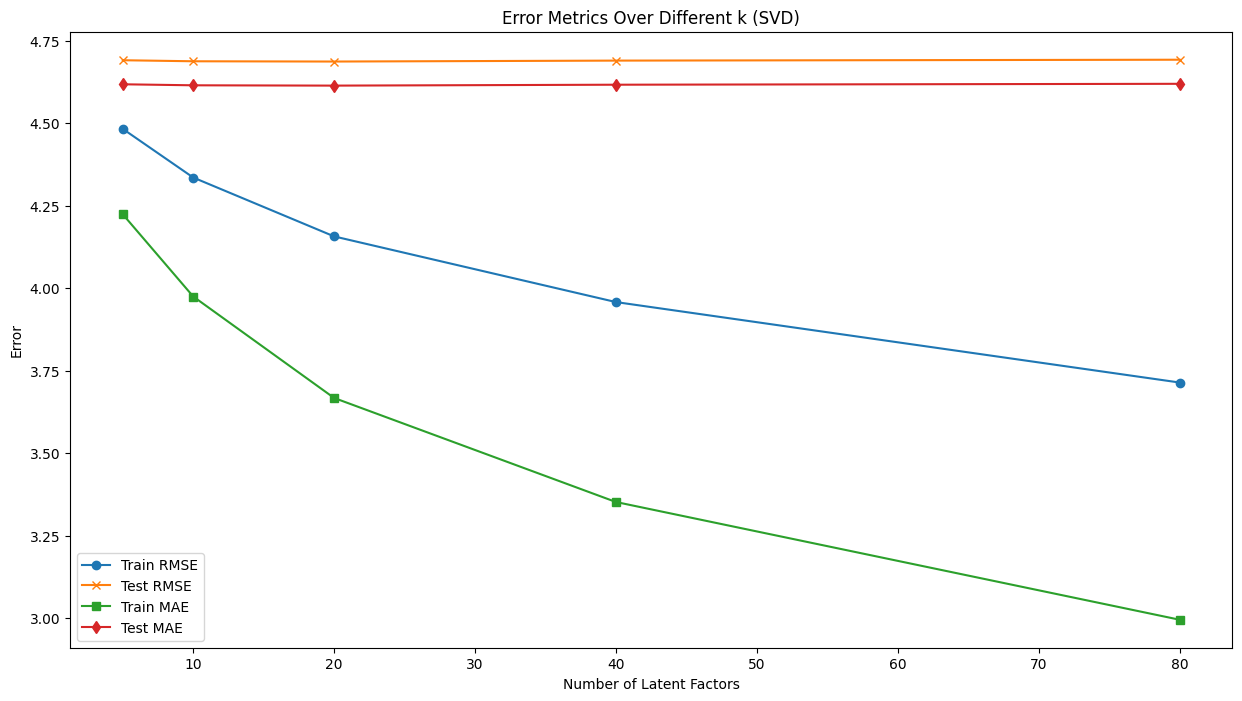 Error Metrics Over Different k (SVD)
4.75
4.50
4.25
4.00
3.75
3.50
3.25
3.00
Error
Train RMSE
Test RMSE
Train MAE
Test MAE
10 20 30 40 50 60 70 80
Number of Latent Factors